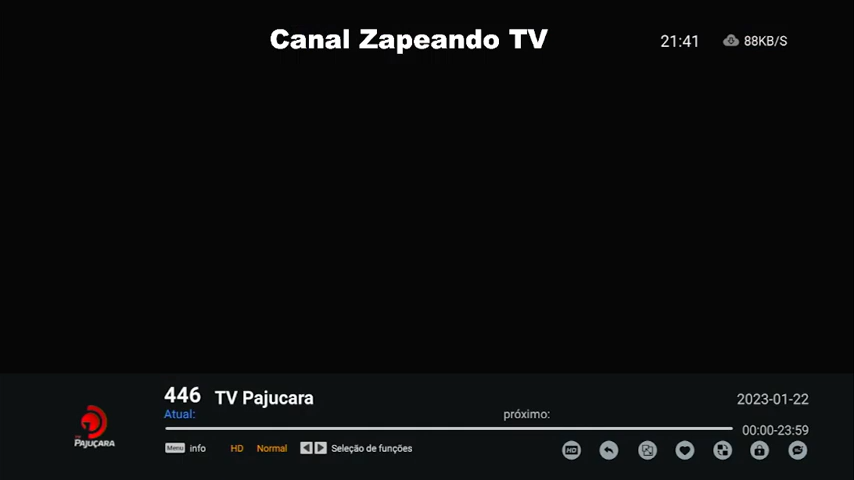 Canal Zapeando TV
21:41
88KB/S
446 TV Pajucara
2023-01-22
Atual:
próximo:
00:00-23:59
Menu info HD Normal Seleção de funções
HD
PAJUÇARA